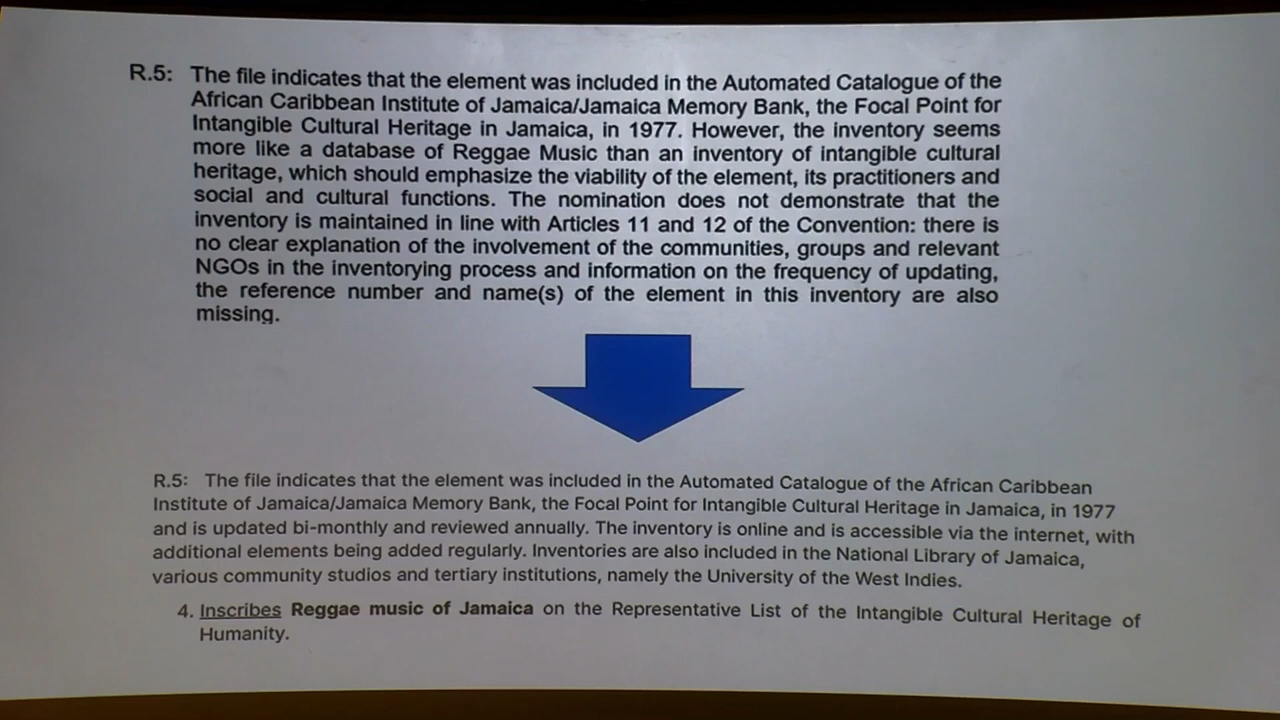 R.5: The file indicates that the element was included in the Automated Catalogue of the
African Caribbean Institute of Jamaica/Jamaica Memory Bank, the Focal Point for
Intangible Cultural Heritage in Jamaica, in 1977. However, the inventory seems
more like a database of Reggae Music than an inventory of intangible cultural
heritage, which should emphasize the viability of the element, its practitioners and
social and cultural functions. The nomination does not demonstrate that the
inventory is maintained in line with Articles 11 and 12 of the Convention: there is
no clear explanation of the involvement of the communities, groups and relevant
NGOs in the inventorying process and information on the frequency of updating,
the reference number and name(s) of the element in this inventory are also
missing.
R.5: The file indicates that the element was included in the Automated Catalogue of the African Caribbean
Institute of Jamaica/Jamaica Memory Bank, the Focal Point for Intangible Cultural Heritage in Jamaica, in 1977
and is updated bi-monthly and reviewed annually. The inventory is online and is accessible via the internet, with
additional elements being added regularly. Inventories are also included in the National Library of Jamaica,
various community studios and tertiary institutions, namely the University of the West Indies.
4. Inscribes Reggae music of Jamaica on the Representative List of the Intangible Cultural Heritage of
Humanity.